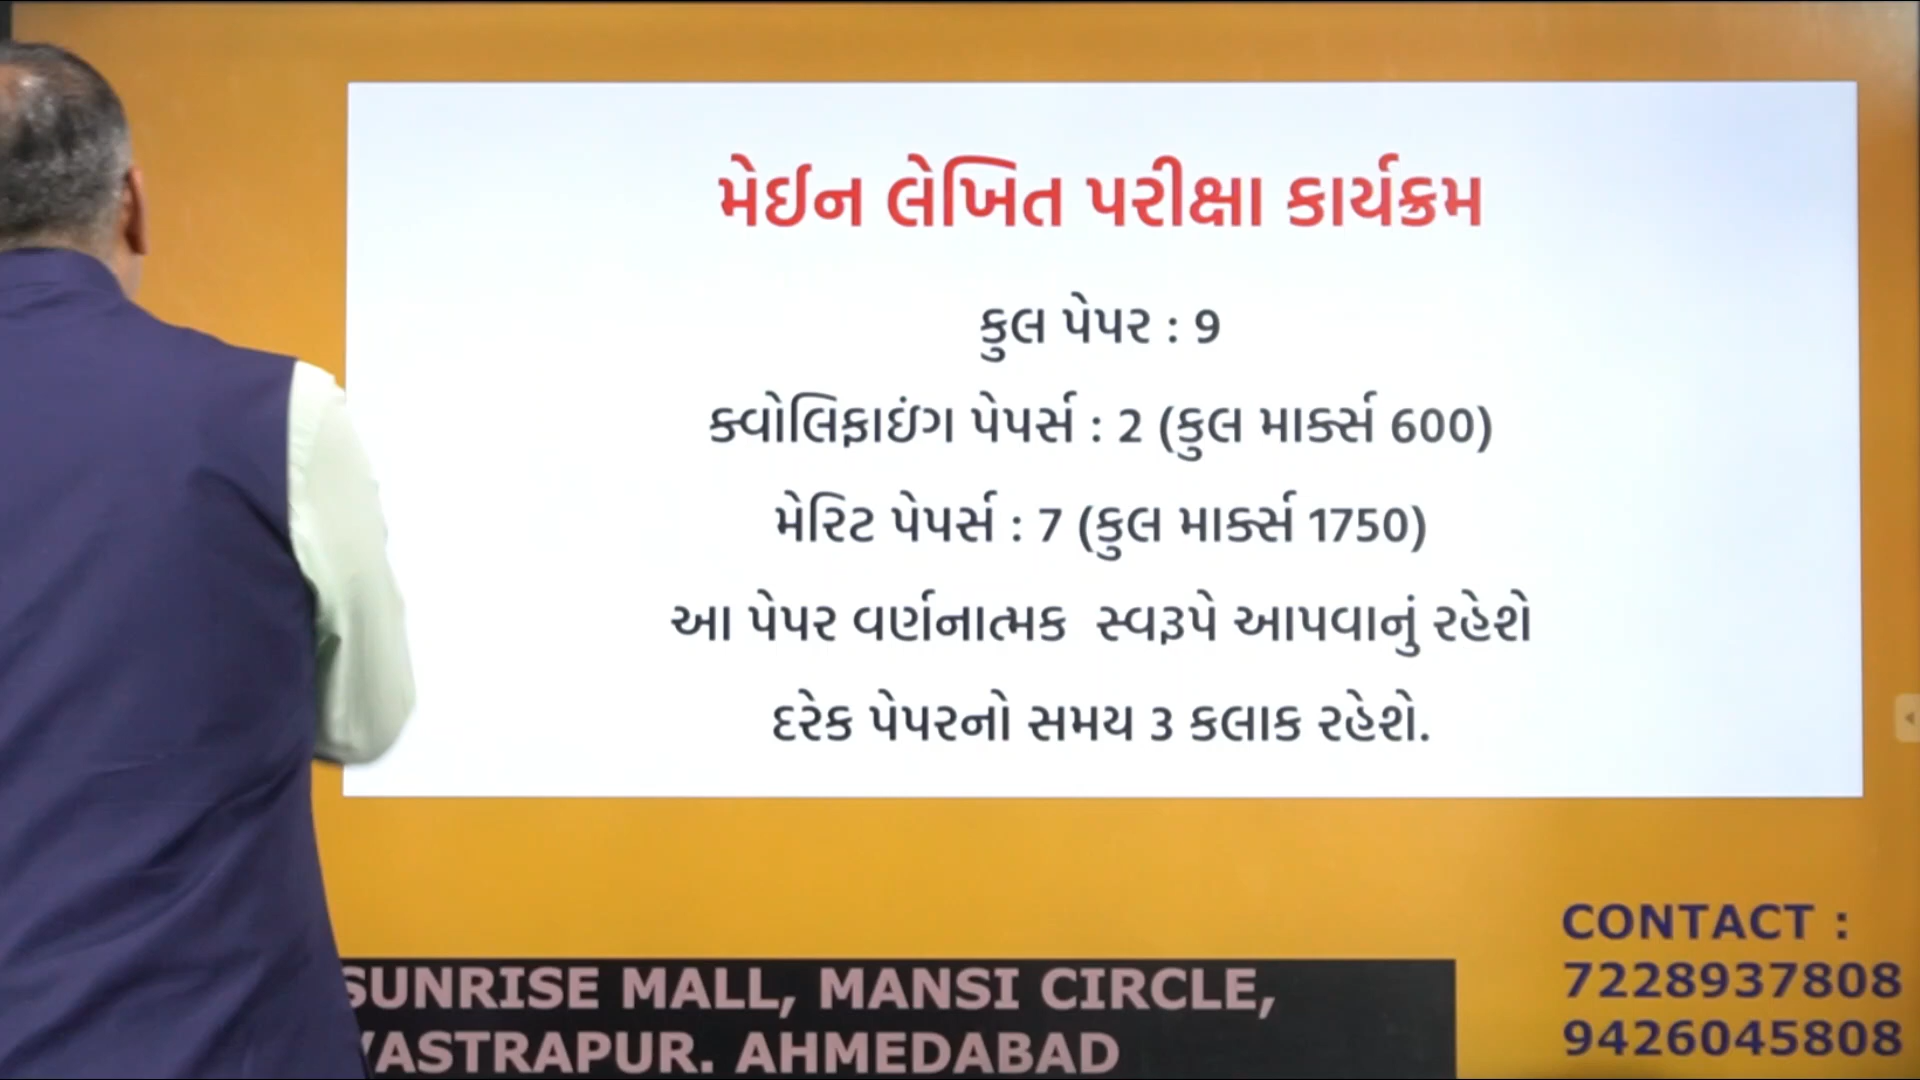 મેઈન લેખિત પરીક્ષા કાર્યક્રમ
કુલ પેપર : 9
ક્વોલિફાઇંગ પેપર્સ : 2 (કુલ માર્ક્સ 600)
મેરિટ પેપર્સ : 7 (કુલ માર્ક્સ 1750)
આ પેપર વર્ણનાત્મક સ્વરૂપે આપવાનું રહેશે
દરેક પેપરનો સમય 3 કલાક રહેશે.
SUNRISE MALL, MANSI CIRCLE,
VASTRAPUR. AHMEDABAD
CONTACT :
7228937808
9426045808